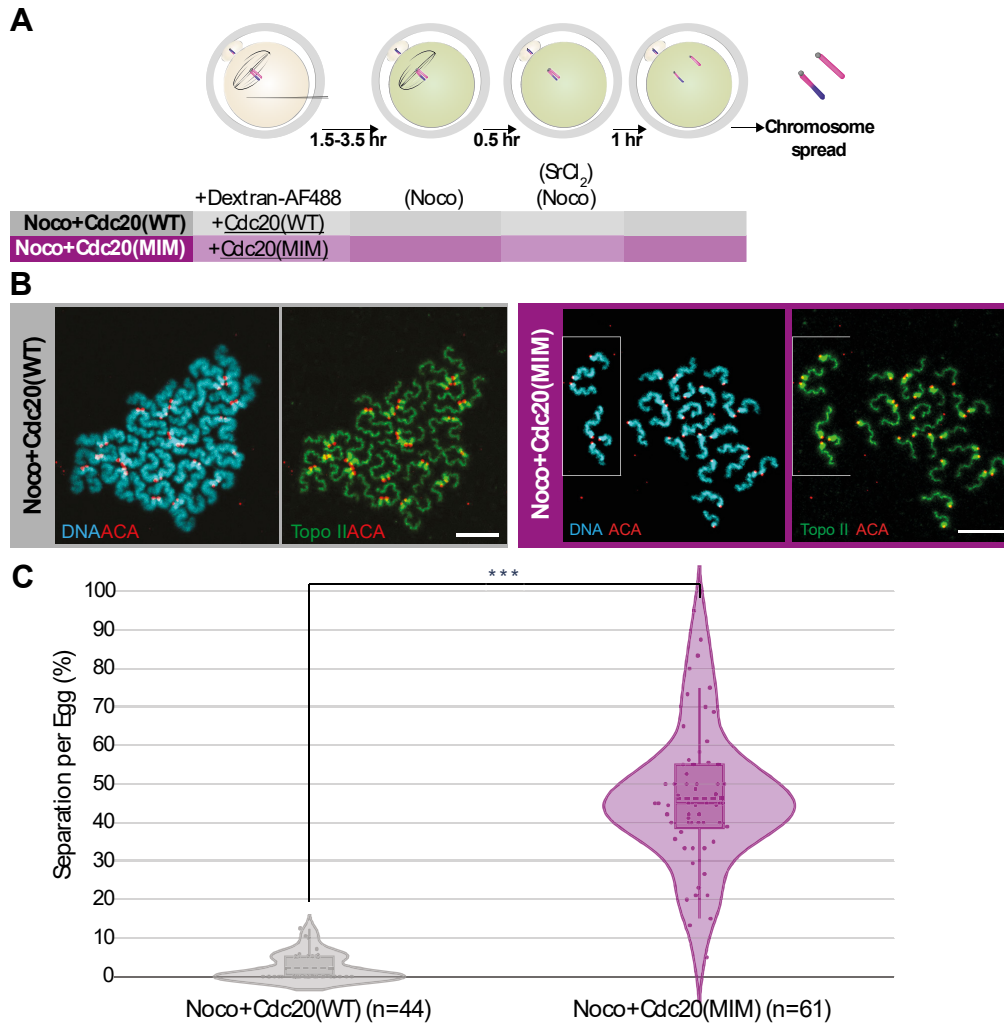 A
1.5-3.5 hr
0.5 hr
1 hr
Chromosome
spread
+Dextran-AF488
(Noco)
(SrCl2)
(Noco)
Noco+Cdc20(WT)
+Cdc20(WT)
Noco+Cdc20(MIM)
+Cdc20(MIM)
B
Noco+Cdc20(WT)
DNA ACA
Topo II ACA
Noco+Cdc20(MIM)
DNA ACA
Topo II ACA
C
***
Separation per Egg (%)
100
90
80
70
60
50
40
30
20
10
0
Noco+Cdc20(WT) (n=44)
Noco+Cdc20(MIM) (n=61)